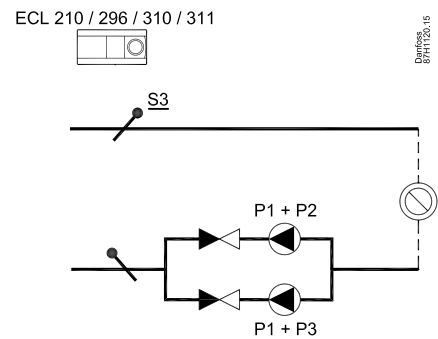 ECL 210 / 296 / 310 / 311
Danfoss
87H1120.15
S3
P1 + P2
P1 + P3